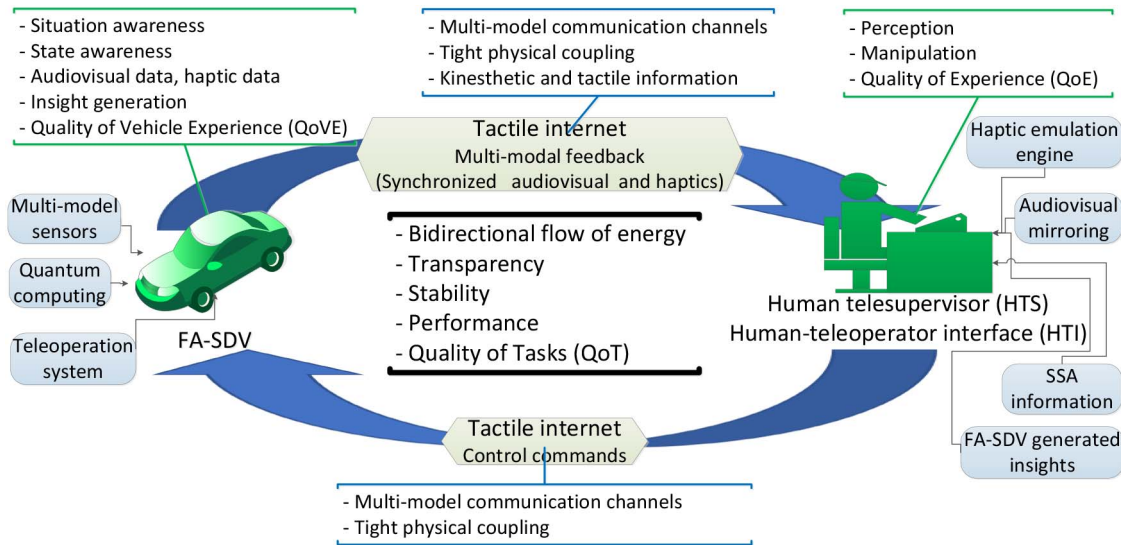 - Situation awareness
- State awareness
- Audiovisual data, haptic data
- Insight generation
- Quality of Vehicle Experience (QoVE)
- Multi-model communication channels
- Tight physical coupling
- Kinesthetic and tactile information
- Perception
- Manipulation
- Quality of Experience (QoE)
Tactile internet
Multi-modal feedback
(Synchronized audiovisual and haptics)
Haptic emulation
engine
Audiovisual
mirroring
Multi-model
sensors
Quantum
computing
Teleoperation
system
FA-SDV
- Bidirectional flow of energy
- Transparency
- Stability
- Performance
- Quality of Tasks (QoT)
Human telesupervisor (HTS)
Human-teleoperator interface (HTI)
SSA
information
FA-SDV generated
insights
Tactile internet
Control commands
- Multi-model communication channels
- Tight physical coupling